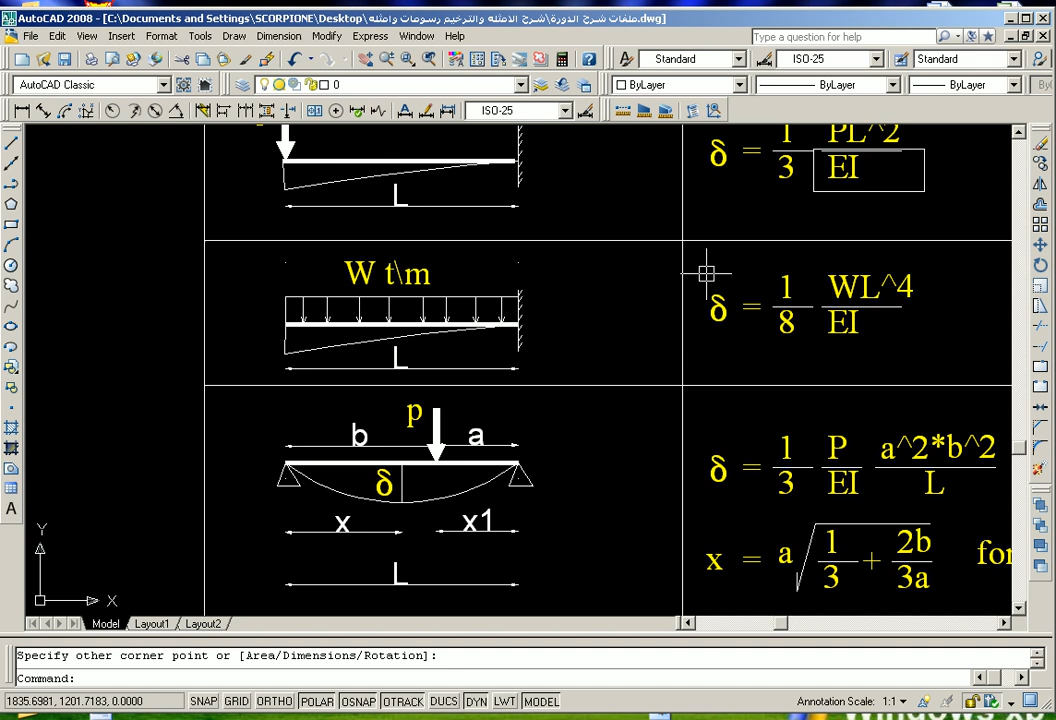 AutoCAD 2008 - [C:\Documents and Settings\SCORPIONE\Desktop\ملفات شرح الدورة\شرح الامثله والترخيم رسومات وامثله.dwg]
File Edit View Insert Format Tools Draw Dimension Modify Express Window Help
Type a question for help
Standard ISO-25 Standard
AutoCAD Classic 0 ByLayer ByLayer ByLayer
ISO-25
δ = 1 PL^2
3 EI
L
W t\m
δ = 1 WL^4
8 EI
L
p
b a
δ
δ = 1 P a^2*b^2
3 EI L
x x1
x = a 1 + 2b for
3 3a
L
Y
X
Model Layout1 Layout2
Specify other corner point or [Area/Dimensions/Rotation]:
Command:
1835.6981, 1201.7183, 0.0000 SNAP GRID ORTHO POLAR OSNAP OTRACK DUCS DYN LWT MODEL Annotation Scale: 1:1